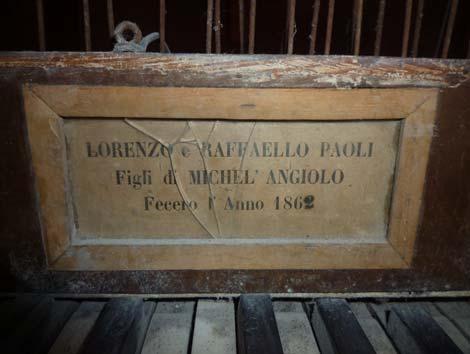 LORENZO e RAFFAELLO PAOLI
Figli di MICHEL' ANGIOLO
Fecero l' Anno 1862